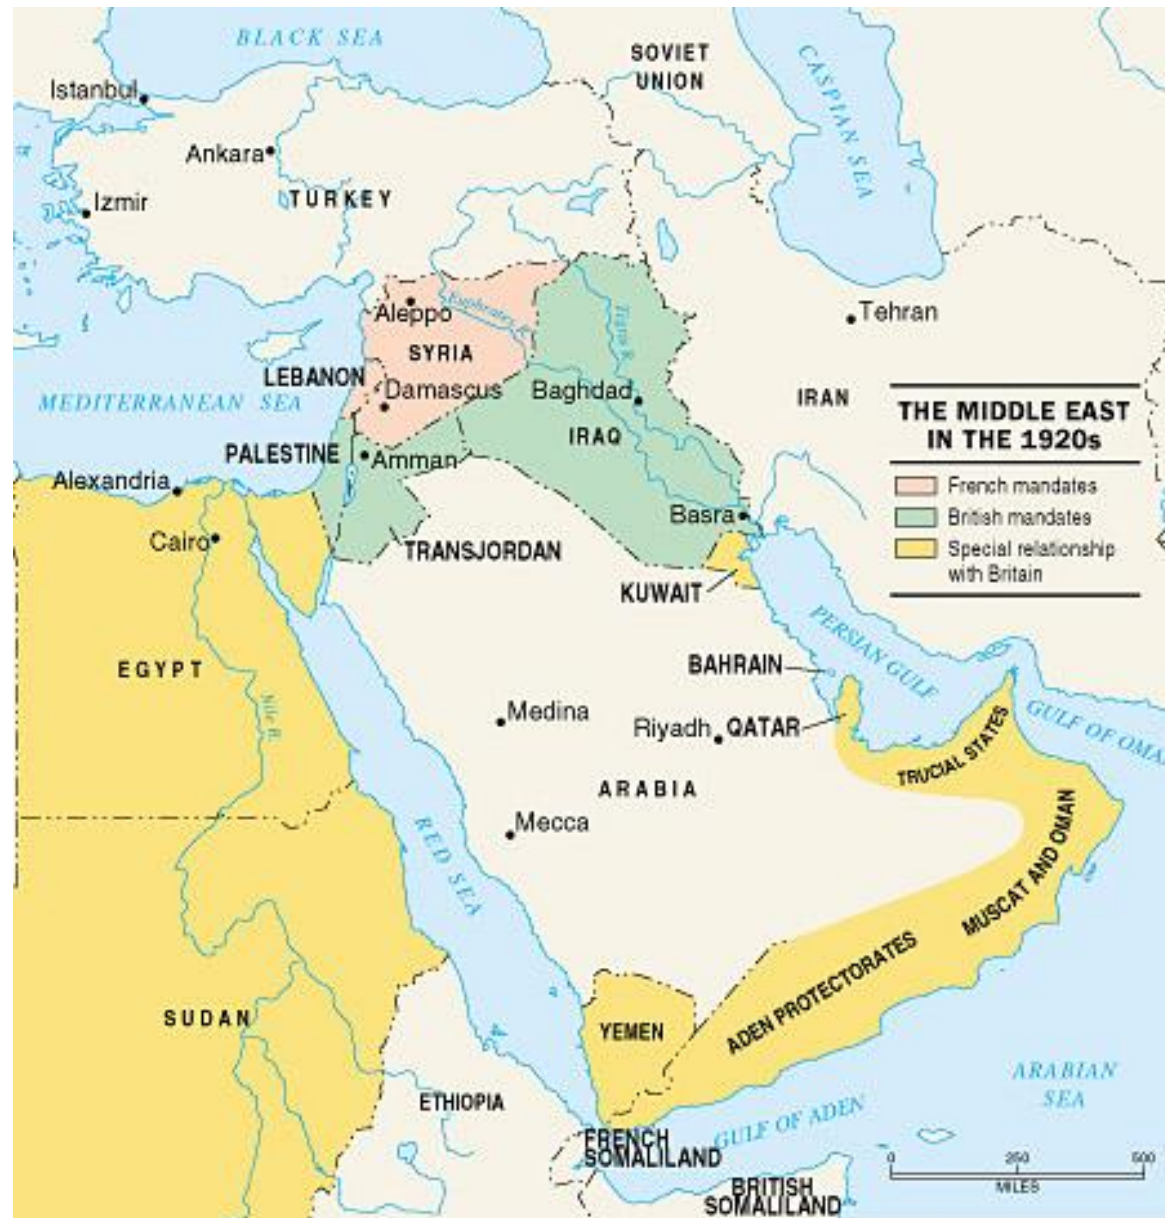 BLACK SEA
SOVIET
UNION
CASPIAN SEA
Istanbul
Ankara
Izmir
TURKEY
Aleppo
Euphrates R.
Tigris R.
Tehran
SYRIA
LEBANON
Damascus
Baghdad
MEDITERRANEAN SEA
IRAN
IRAQ
PALESTINE
Amman
Alexandria
Cairo
Basra
TRANSJORDAN
KUWAIT
THE MIDDLE EAST
IN THE 1920s
French mandates
British mandates
Special relationship
with Britain
PERSIAN GULF
EGYPT
BAHRAIN
Nile R.
Medina
Riyadh
QATAR
GULF OF OMAN
TRUCIAL STATES
ARABIA
Mecca
RED SEA
MUSCAT AND OMAN
ADEN PROTECTORATES
SUDAN
YEMEN
ETHIOPIA
ARABIAN
SEA
GULF OF ADEN
FRENCH
SOMALILAND
BRITISH
SOMALILAND
0 250 500
MILES